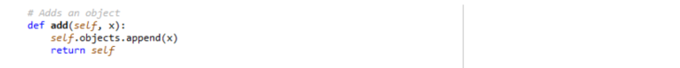 # Adds an object
def add(self, x):
    self.objects.append(x)
    return self